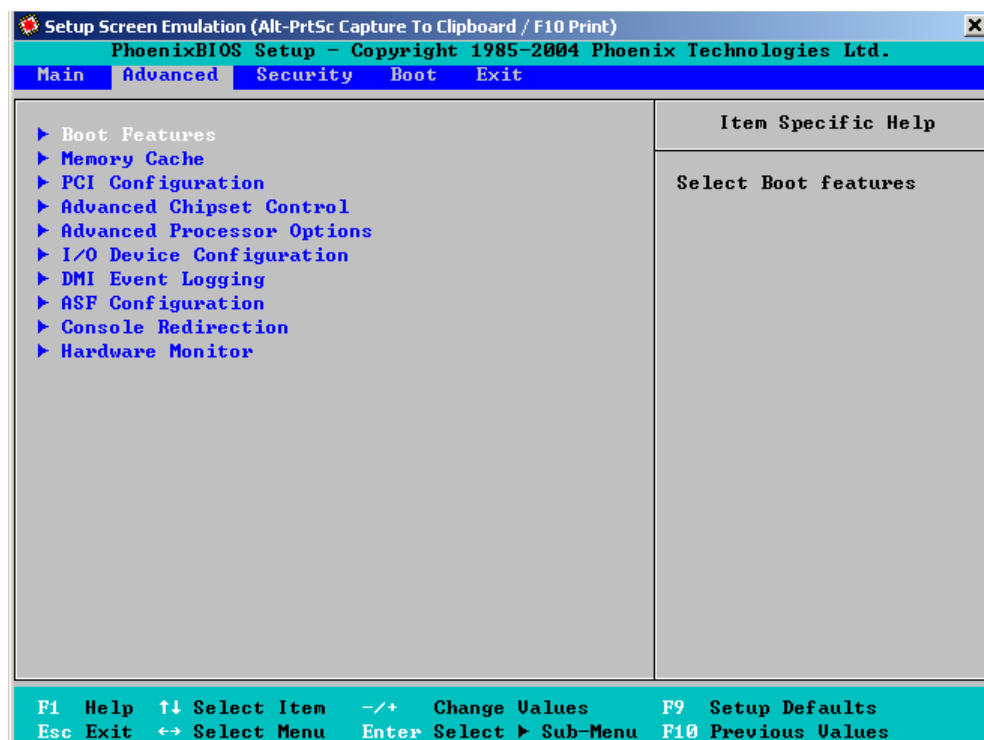 Setup Screen Emulation (Alt-PrtSc Capture To Clipboard / F10 Print)
PhoenixBIOS Setup - Copyright 1985-2004 Phoenix Technologies Ltd.
Main Advanced Security Boot Exit
Item Specific Help
Boot Features
Memory Cache
PCI Configuration
Advanced Chipset Control
Advanced Processor Options
I/O Device Configuration
DMI Event Logging
ASF Configuration
Console Redirection
Hardware Monitor
Select Boot features
F1 Help ↑↓ Select Item -/+ Change Values F9 Setup Defaults
Esc Exit ↔ Select Menu Enter Select ▶ Sub-Menu F10 Previous Values